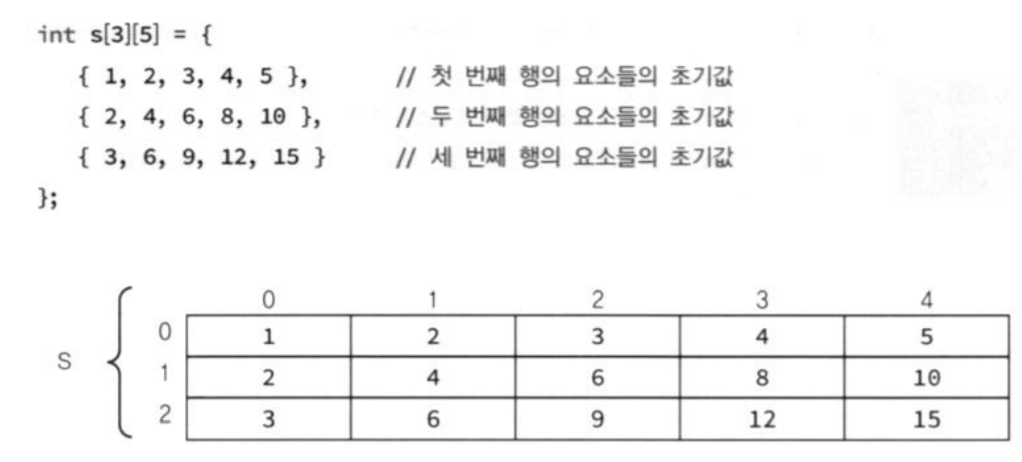 int s[3][5] = {
{ 1, 2, 3, 4, 5 }, // 첫 번째 행의 요소들의 초기값
{ 2, 4, 6, 8, 10 }, // 두 번째 행의 요소들의 초기값
{ 3, 6, 9, 12, 15 } // 세 번째 행의 요소들의 초기값
};
0 1 2 3 4
0 1 2 3 4 5
S
1 2 4 6 8 10
2 3 6 9 12 15